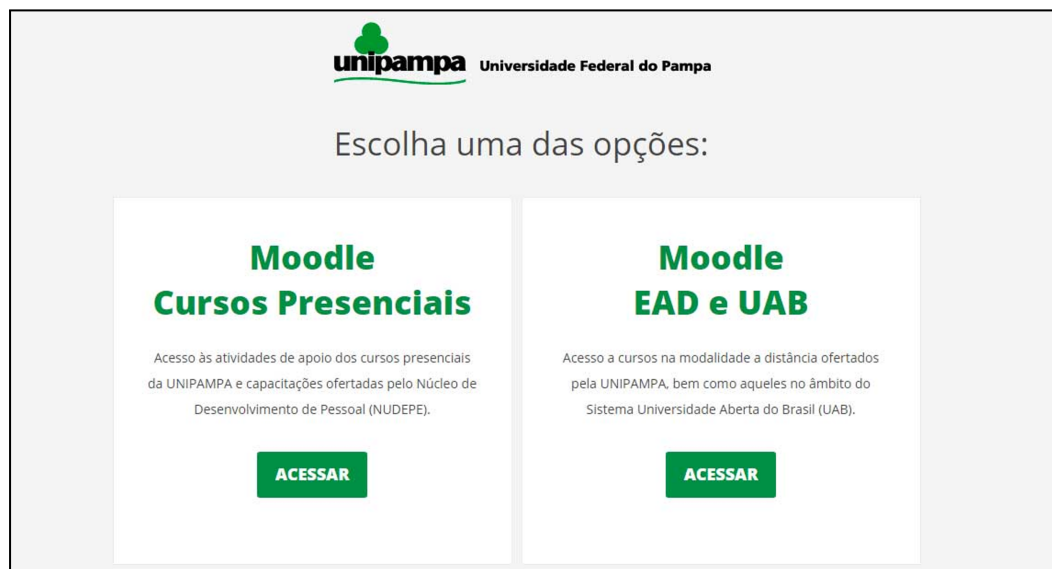 unipampa Universidade Federal do Pampa
Escolha uma das opções:
Moodle
Cursos Presenciais
Acesso às atividades de apoio dos cursos presenciais
da UNIPAMPA e capacitações ofertadas pelo Núcleo de
Desenvolvimento de Pessoal (NUDEPE).
ACESSAR
Moodle
EAD e UAB
Acesso a cursos na modalidade a distância ofertados
pela UNIPAMPA, bem como aqueles no âmbito do
Sistema Universidade Aberta do Brasil (UAB).
ACESSAR